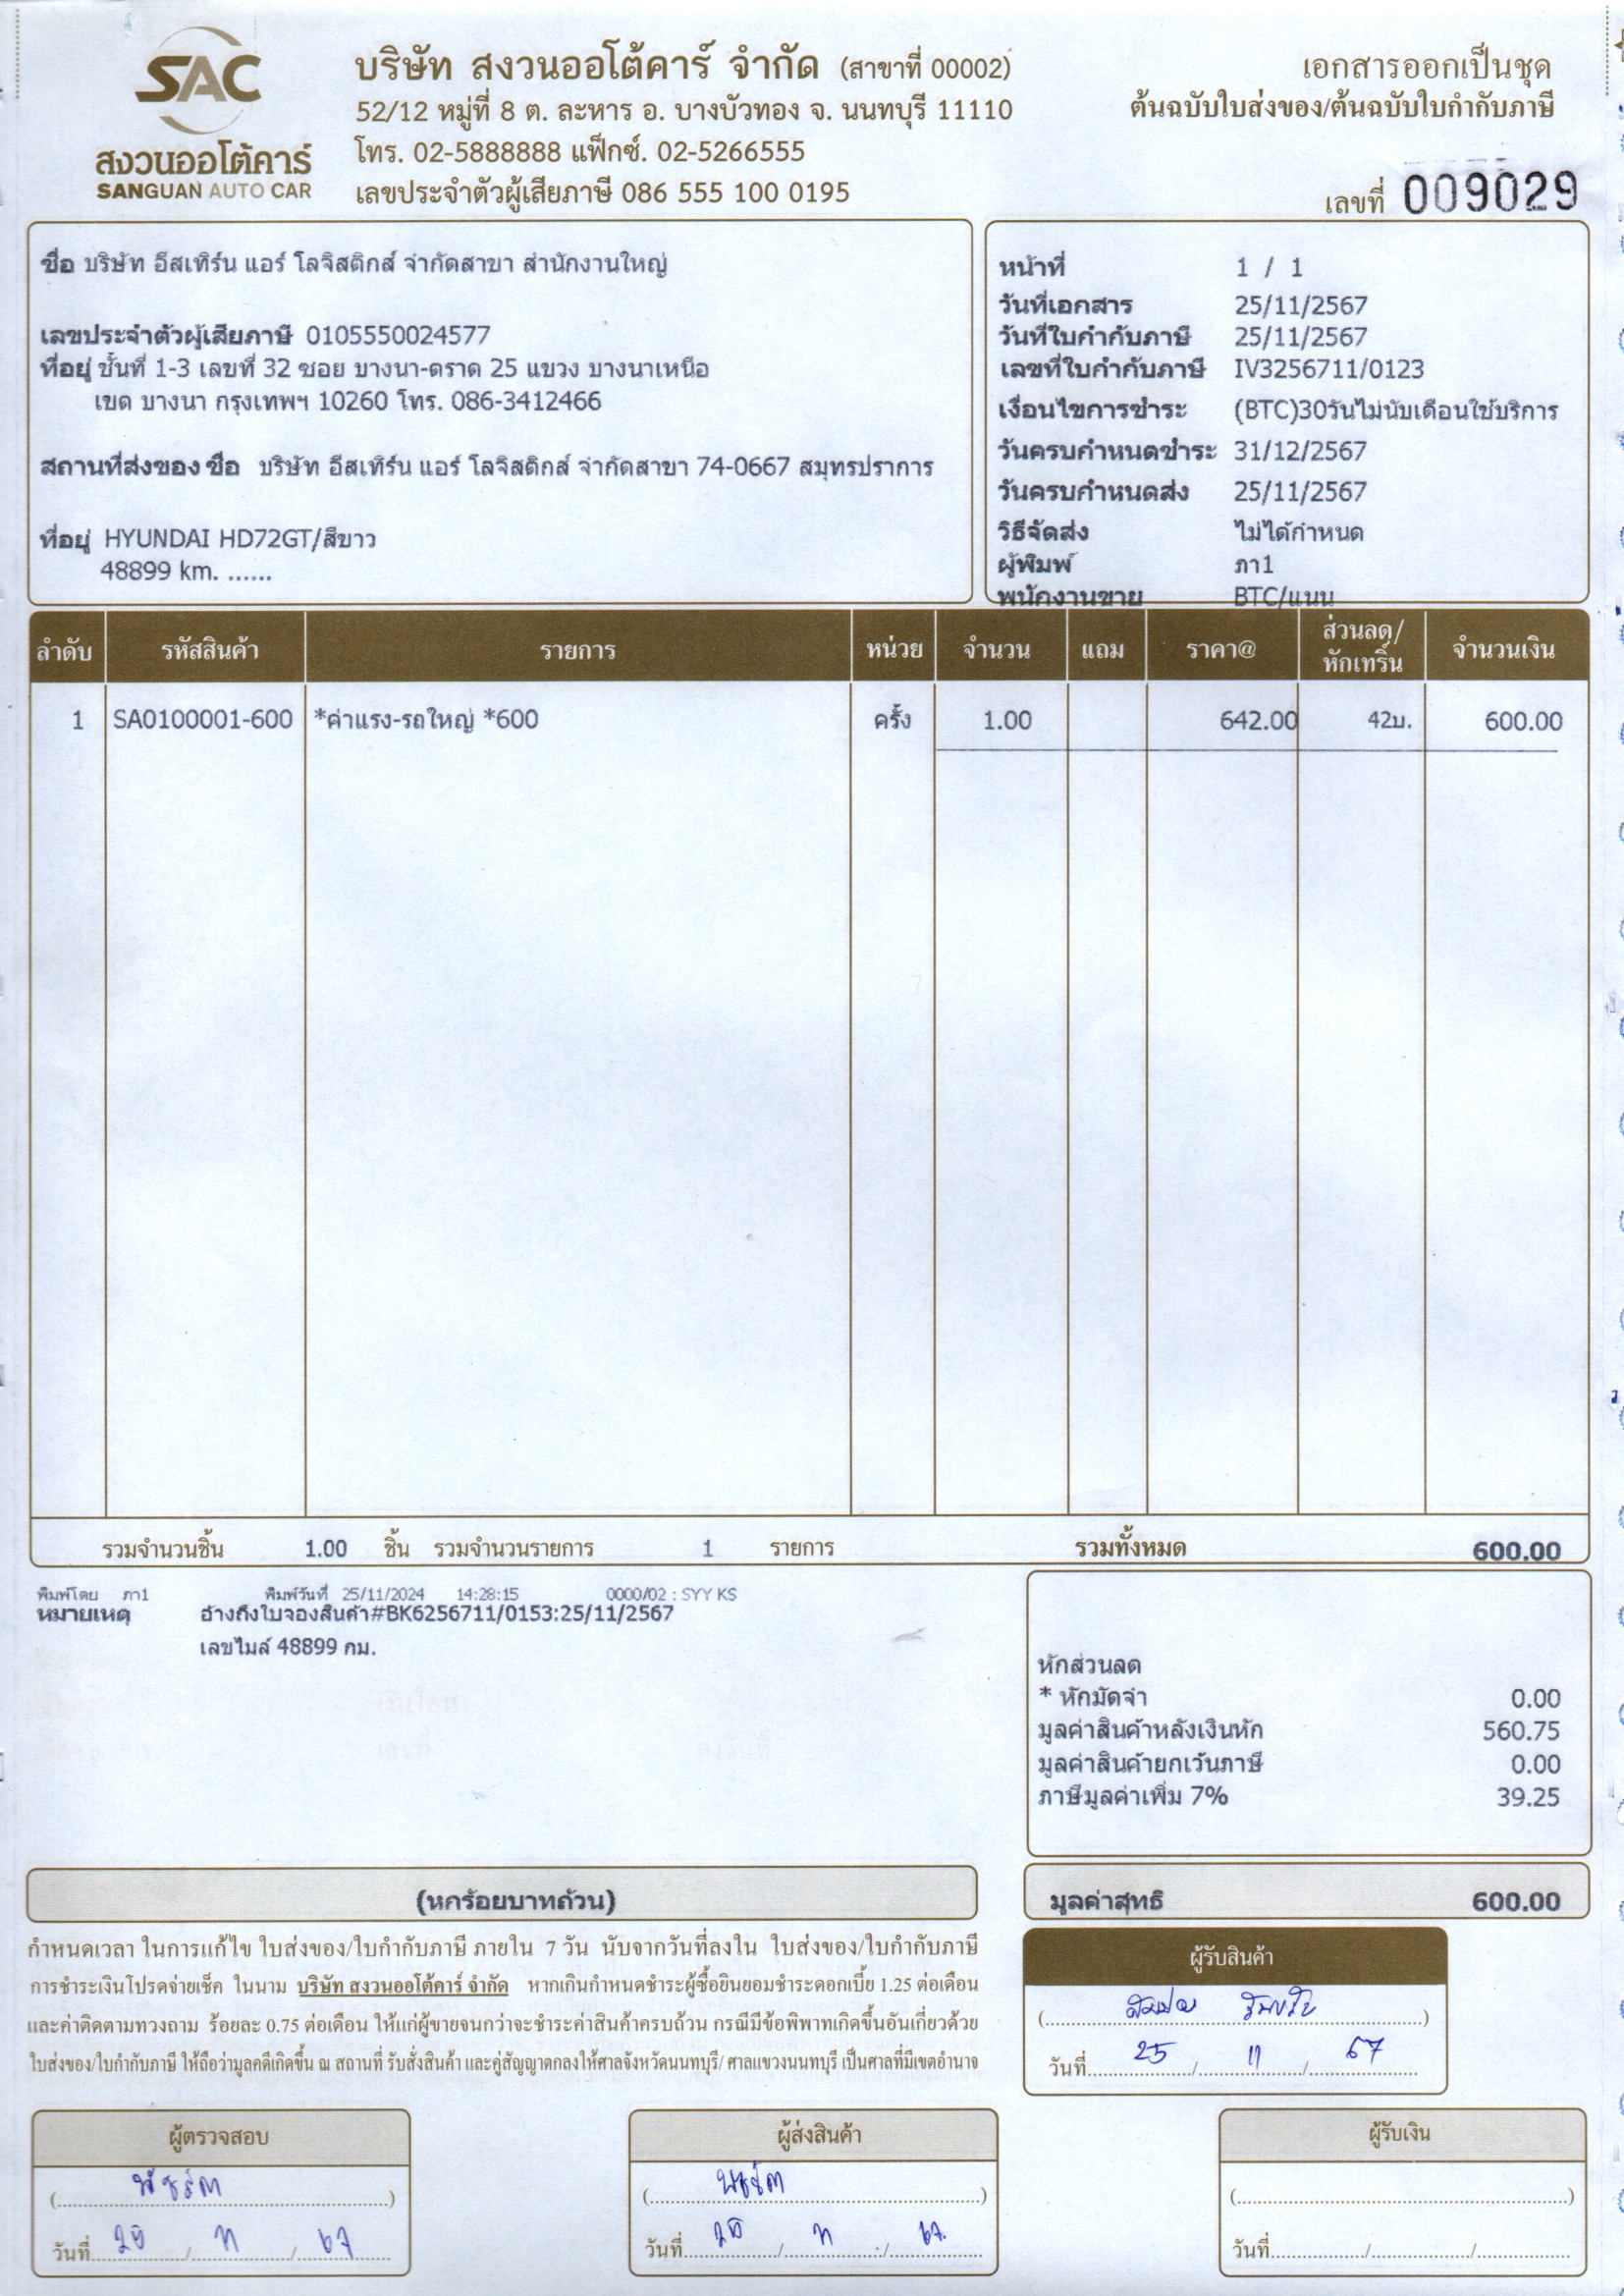 SAC
สงวนออโต้คาร์
SANGUAN AUTO CAR
บริษัท สงวนออโต้คาร์ จำกัด (สาขาที่ 00002)
52/12 หมู่ที่ 8 ต. ละหาร อ. บางบัวทอง จ. นนทบุรี 11110
โทร. 02-5888888 แฟ็กซ์. 02-5266555
เลขประจำตัวผู้เสียภาษี 086 555 100 0195
เอกสารออกเป็นชุด
ต้นฉบับใบส่งของ/ต้นฉบับใบกำกับภาษี
เลขที่ 009029
ชื่อ บริษัท อีสเทิร์น แอร์ โลจิสติกส์ จำกัดสาขา สำนักงานใหญ่
เลขประจำตัวผู้เสียภาษี 0105550024577
ที่อยู่ ชั้นที่ 1-3 เลขที่ 32 ซอย บางนา-ตราด 25 แขวง บางนาเหนือ
เขต บางนา กรุงเทพฯ 10260 โทร. 086-3412466
สถานที่ส่งของ ชื่อ บริษัท อีสเทิร์น แอร์ โลจิสติกส์ จำกัดสาขา 74-0667 สมุทรปราการ
ที่อยู่ HYUNDAI HD72GT/สีขาว
48899 km. ......
หน้าที่ 1 / 1
วันที่เอกสาร 25/11/2567
วันที่ใบกำกับภาษี 25/11/2567
เลขที่ใบกำกับภาษี IV3256711/0123
เงื่อนไขการชำระ (BTC)30วันไม่นับเดือนใช้บริการ
วันครบกำหนดชำระ 31/12/2567
วันครบกำหนดส่ง 25/11/2567
วิธีจัดส่ง ไม่ได้กำหนด
ผู้พิมพ์ ภา1
พนักงานขาย BTC/แนน
ลำดับ รหัสสินค้า รายการ หน่วย จำนวน แถม ราคา@ ส่วนลด/หักเทริ์น จำนวนเงิน
1 SA0100001-600 *ค่าแรง-รถใหญ่ *600 ครั้ง 1.00 642.00 42บ. 600.00
รวมจำนวนชิ้น 1.00 ชิ้น รวมจำนวนรายการ 1 รายการ รวมทั้งหมด 600.00
พิมพ์โดย ภา1 พิมพ์วันที่ 25/11/2024 14:28:15 0000/02 : SYY KS
หมายเหตุ อ้างถึงใบจองสินค้า#BK6256711/0153:25/11/2567
เลขไมล์ 48899 กม.
หักส่วนลด
* หักมัดจำ 0.00
มูลค่าสินค้าหลังเงินหัก 560.75
มูลค่าสินค้ายกเว้นภาษี 0.00
ภาษีมูลค่าเพิ่ม 7% 39.25
(หกร้อยบาทถ้วน)
มูลค่าสุทธิ 600.00
กำหนดเวลา ในการแก้ไข ใบส่งของ/ใบกำกับภาษี ภายใน 7 วัน นับจากวันที่ลงใน ใบส่งของ/ใบกำกับภาษี
การชำระเงินโปรดจ่ายเช็ค ในนาม บริษัท สงวนออโต้คาร์ จำกัด หากเกินกำหนดชำระผู้ซื้อยินยอมชำระดอกเบี้ย 1.25 ต่อเดือน
และค่าติดตามทวงถาม ร้อยละ 0.75 ต่อเดือน ให้แก่ผู้ขายจนกว่าจะชำระค่าสินค้าครบถ้วน กรณีมีข้อพิพาทเกิดขึ้นอันเกี่ยวด้วย
ใบส่งของ/ใบกำกับภาษี ให้ถือว่ามูลคดีเกิดขึ้น ณ สถานที่ รับสั่งสินค้า และคู่สัญญาตกลงให้ศาลจังหวัดนนทบุรี/ ศาลแขวงนนทบุรี เป็นศาลที่มีเขตอำนาจ
ผู้รับสินค้า
วันที่ 25 / 11 / 67
ผู้ตรวจสอบ
วันที่ / / 67
ผู้ส่งสินค้า
วันที่ / / 67.
ผู้รับเงิน
วันที่ / /